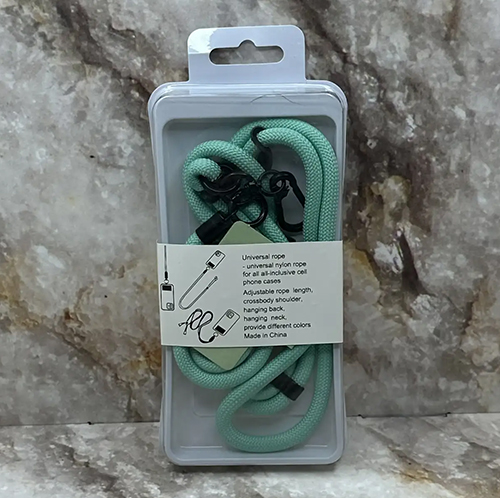 Universal rope
- universal nylon rope
for all all-inclusive cell
phone cases
Adjustable rope length,
crossbody shoulder,
hanging back,
hanging neck,
provide different colors
Made in China